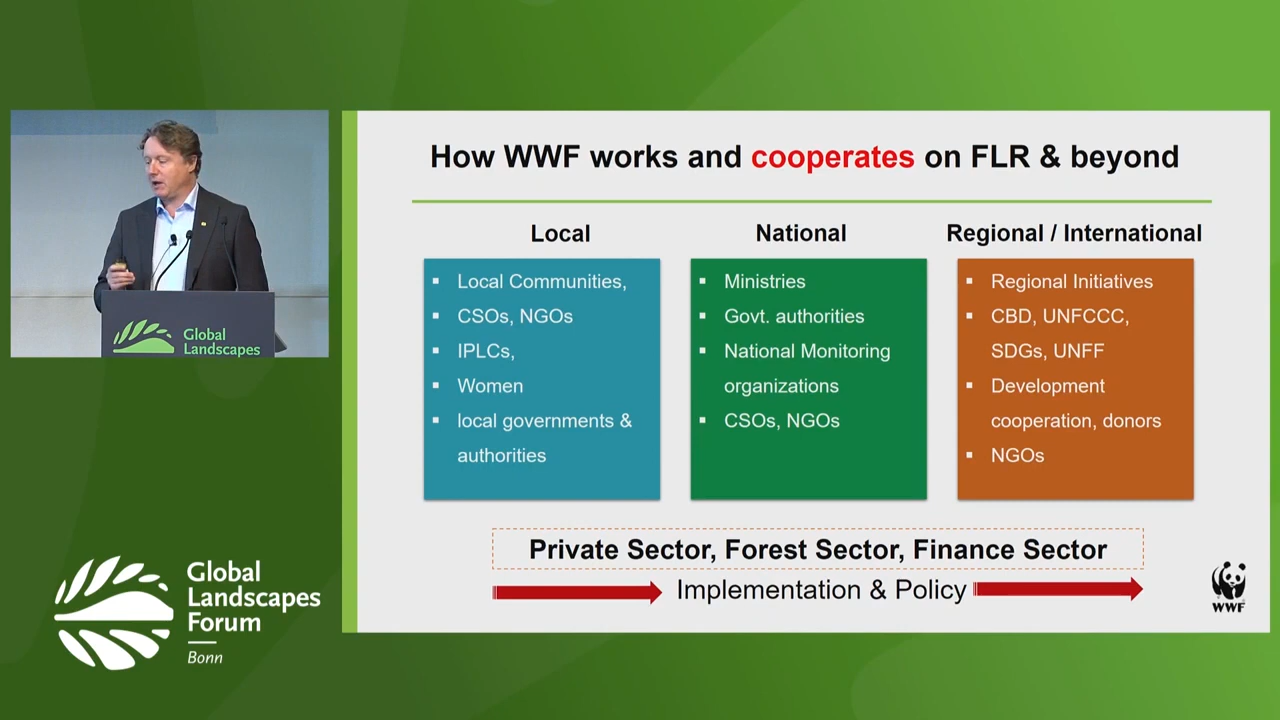 How WWF works and cooperates on FLR & beyond
Local
▪ Local Communities,
▪ CSOs, NGOs
▪ IPLCs,
▪ Women
▪ local governments &
authorities
National
▪ Ministries
▪ Govt. authorities
▪ National Monitoring
organizations
▪ CSOs, NGOs
Regional / International
▪ Regional Initiatives
▪ CBD, UNFCCC,
SDGs, UNFF
▪ Development
cooperation, donors
▪ NGOs
Private Sector, Forest Sector, Finance Sector
Implementation & Policy
WWF
Global
Landscapes
Global
Landscapes
Forum
Bonn